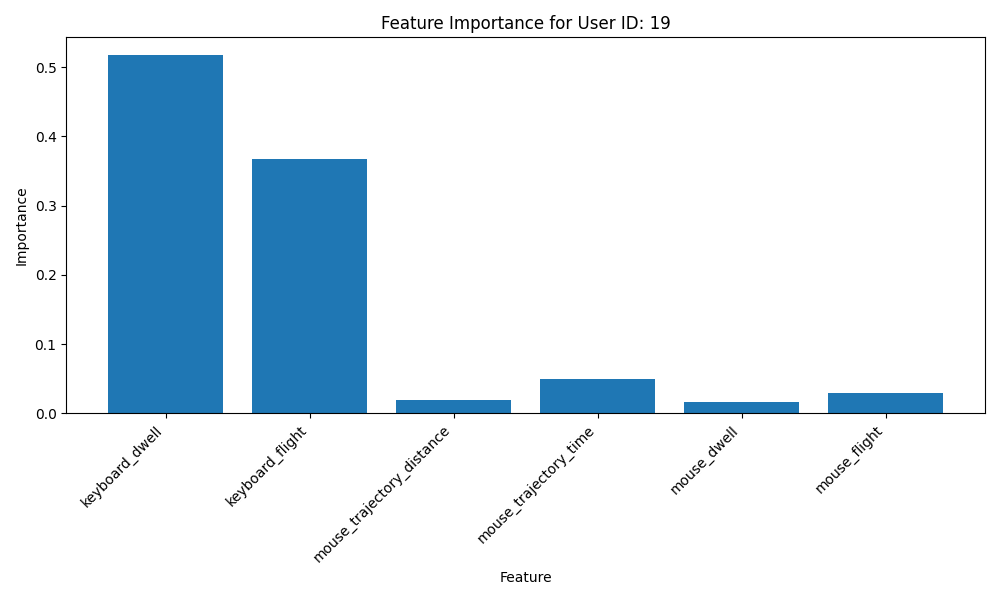 Feature Importance for User ID: 19
Importance
0.5
0.4
0.3
0.2
0.1
0.0
keyboard_dwell
keyboard_flight
mouse_trajectory_distance
mouse_trajectory_time
mouse_dwell
mouse_flight
Feature